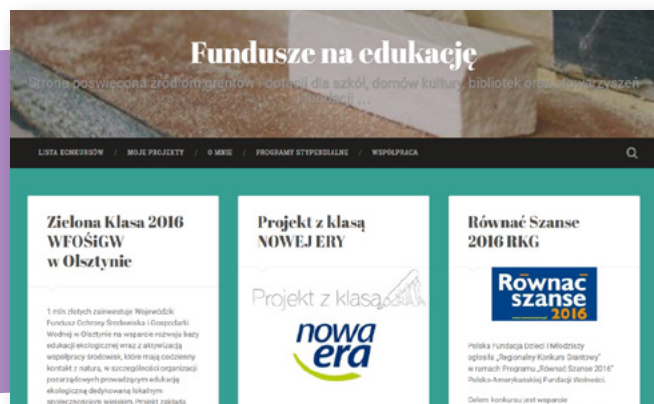 Fundusze na edukację
Strona poświęcona źródłom grantów i dotacji dla szkół, domów kultury, bibliotek oraz stowarzyszeń
i fundacji ...
LISTA KONKURSÓW / MOJE PROJEKTY / O MNIE / PROGRAMY STYPENDIALNE / WSPÓŁPRACA
Zielona Klasa 2016
WFOŚiGW
w Olsztynie
1 mln złotych zainwestuje Wojewódzki
Fundusz Ochrony Środowiska i Gospodarki
Wodnej w Olsztynie na wsparcie rozwoju bazy
edukacji ekologicznej wraz z aktywizacją
współpracy środowisk, które mają codzienny
kontakt z naturą, w szczególności organizacji
pozarządowych prowadzącym edukację
ekologiczną dedykowaną lokalnym
społecznościom wiejskim. Projekt zakłada
Projekt z klasą
NOWEJ ERY
Projekt z klasą
nowa
era
Równać Szanse
2016 RKG
Równać
szanse
2016
Polska Fundacja Dzieci i Młodzieży
ogłosiła „Regionalny Konkurs Grantowy"
w ramach Programu „Równać Szanse 2016"
Polsko-Amerykańskiej Fundacji Wolności.
Celem konkursu jest wsparcie